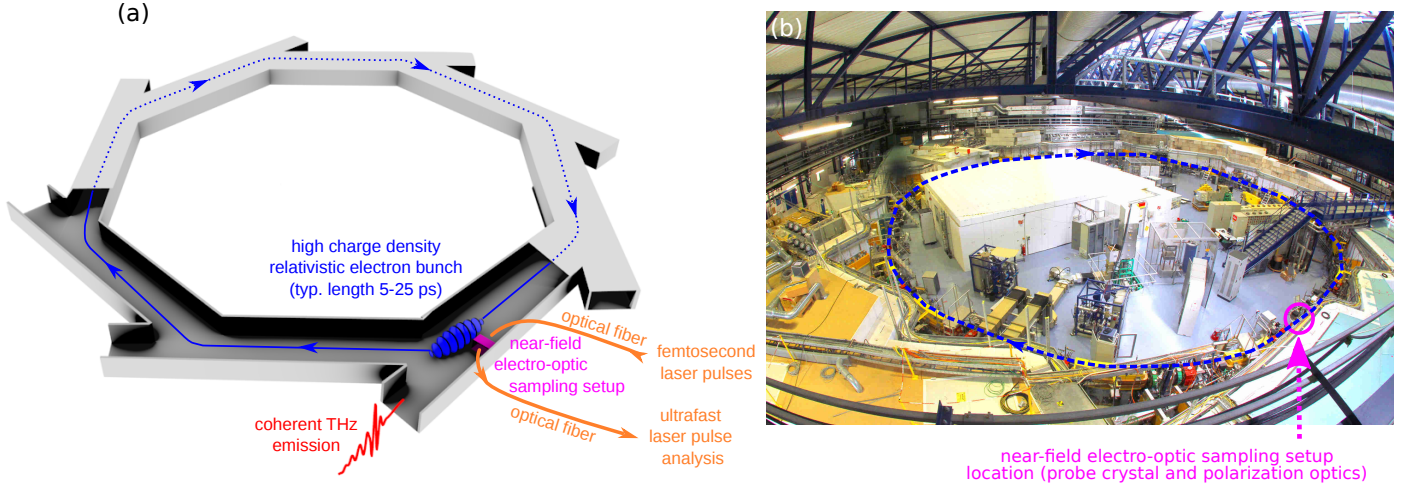 (a)
high charge density
relativistic electron bunch
(typ. length 5-25 ps)
optical fiber
near-field
electro-optic
sampling setup
femtosecond
laser pulses
optical fiber
ultrafast
laser pulse
analysis
coherent THz
emission
(b)
near-field electro-optic sampling setup
location (probe crystal and polarization optics)